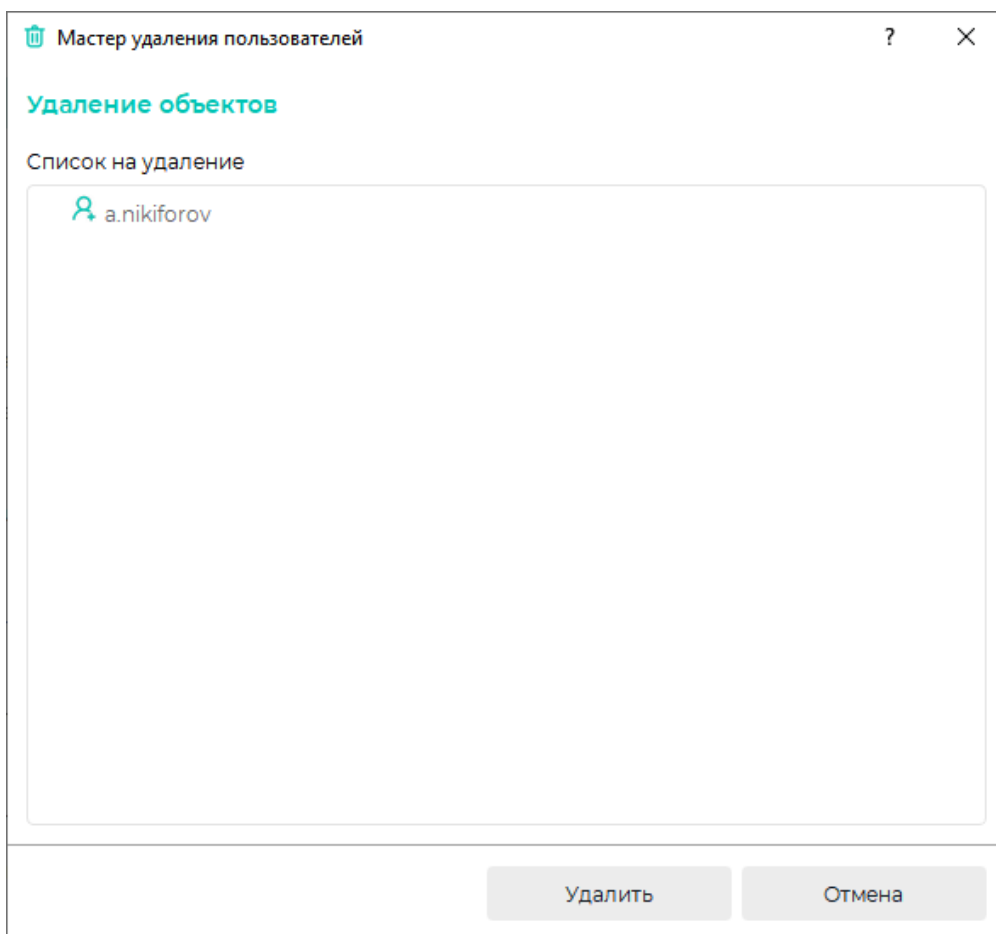 Мастер удаления пользователей ?
Удаление объектов
Список на удаление
a.nikiforov
Удалить Отмена